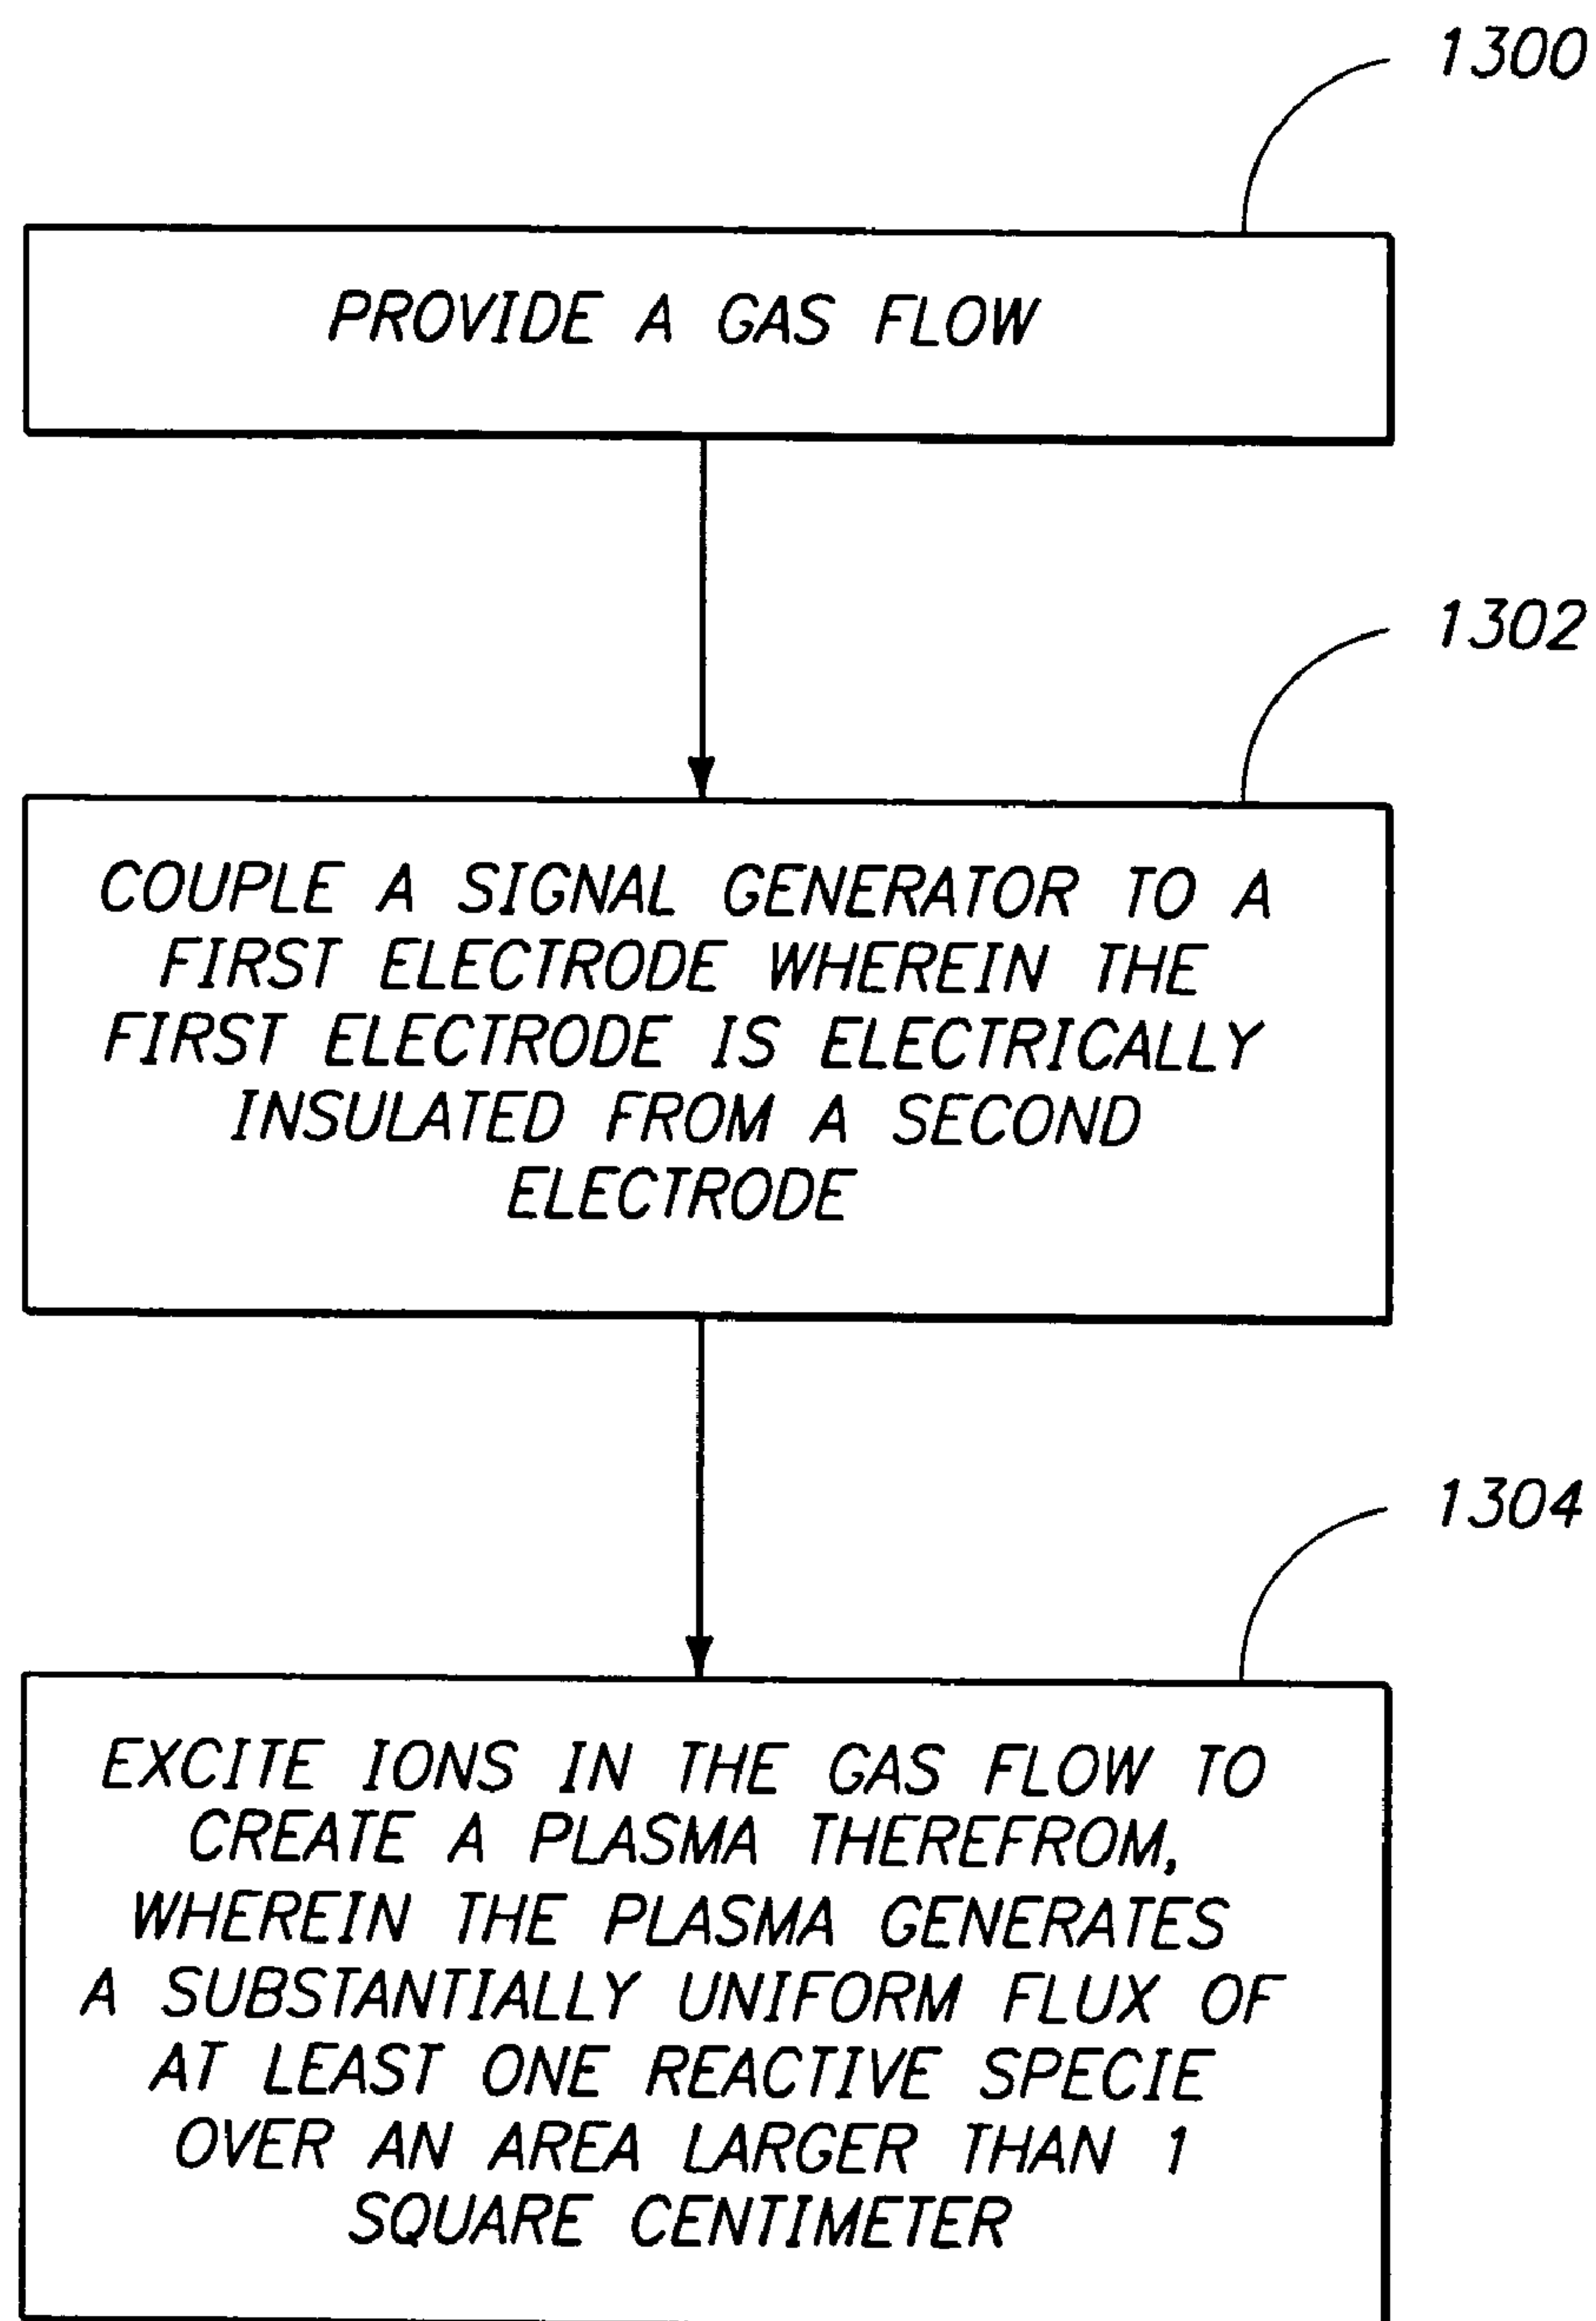 1300
PROVIDE A GAS FLOW
1302
COUPLE A SIGNAL GENERATOR TO A
FIRST ELECTRODE WHEREIN THE
FIRST ELECTRODE IS ELECTRICALLY
INSULATED FROM A SECOND
ELECTRODE
1304
EXCITE IONS IN THE GAS FLOW TO
CREATE A PLASMA THEREFROM,
WHEREIN THE PLASMA GENERATES
A SUBSTANTIALLY UNIFORM FLUX OF
AT LEAST ONE REACTIVE SPECIE
OVER AN AREA LARGER THAN 1
SQUARE CENTIMETER